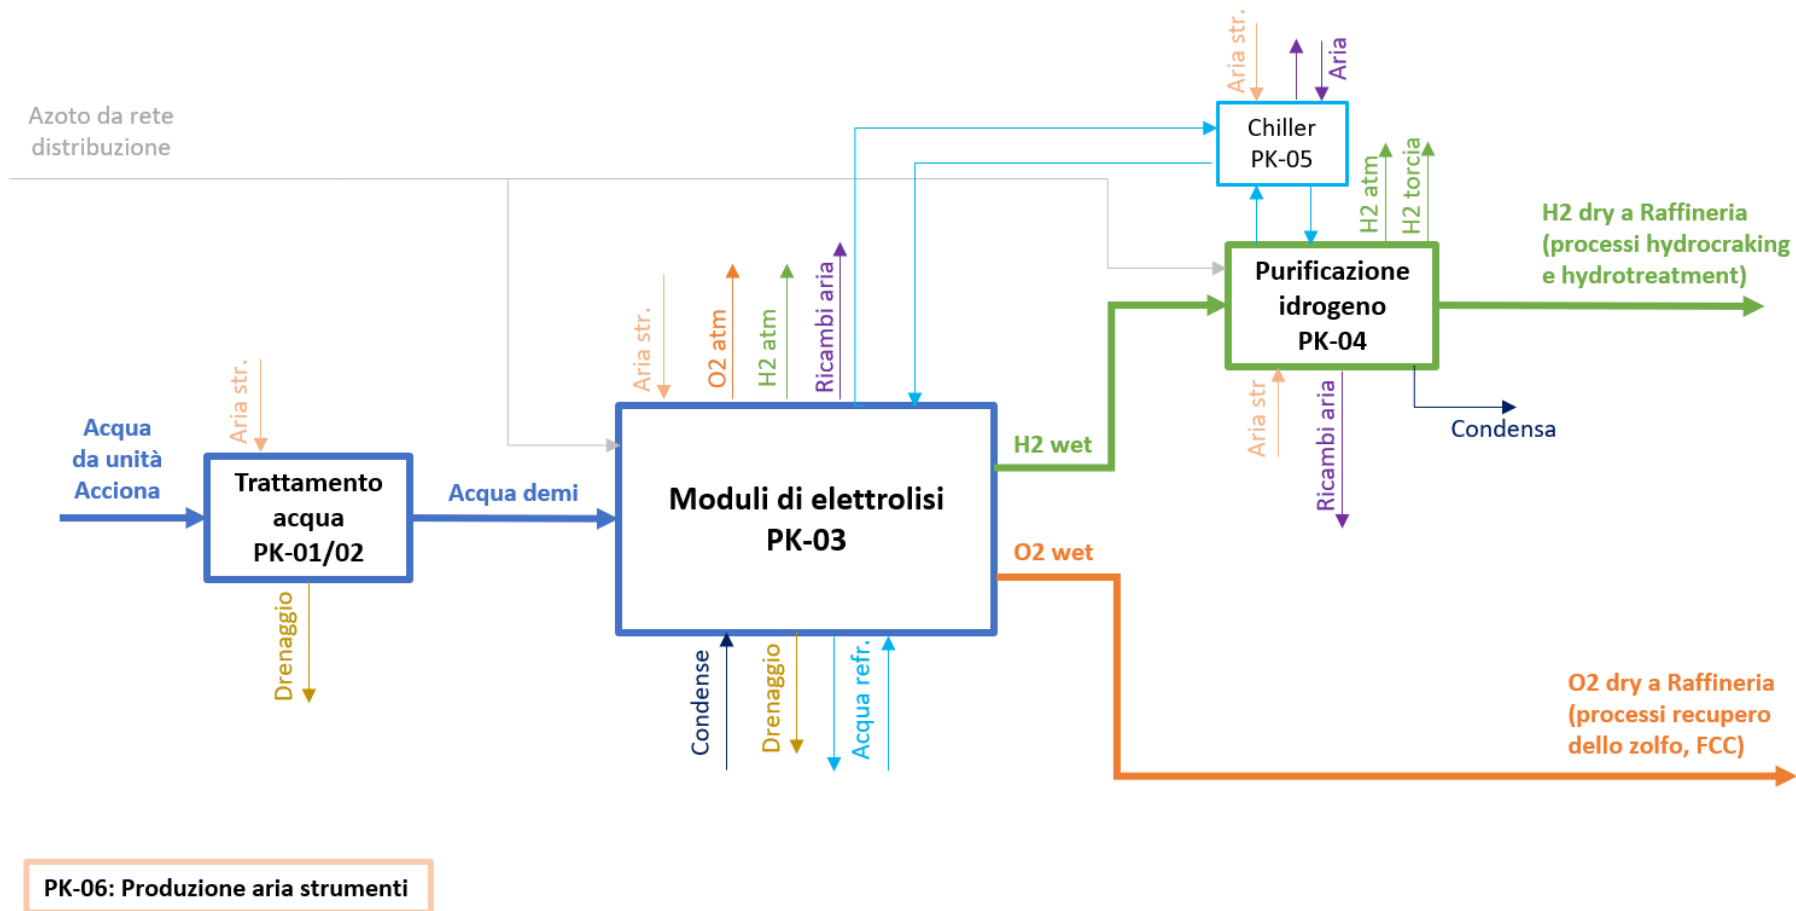 Aria str.
Aria
Azoto da rete
distribuzione
Chiller
PK-05
H2 atm
H2 torcia
H2 dry a Raffineria
(processi hydrocraking
e hydrotreatment)
Purificazione
idrogeno
PK-04
Aria str.
O2 atm
H2 atm
Ricambi aria
Aria str.
Aria str
Ricambi aria
Condensa
Acqua
da unità
Acciona
Trattamento
acqua
PK-01/02
Acqua demi
Moduli di elettrolisi
PK-03
H2 wet
O2 wet
Drenaggio
Condense
Drenaggio
Acqua refr.
O2 dry a Raffineria
(processi recupero
dello zolfo, FCC)
PK-06: Produzione aria strumenti